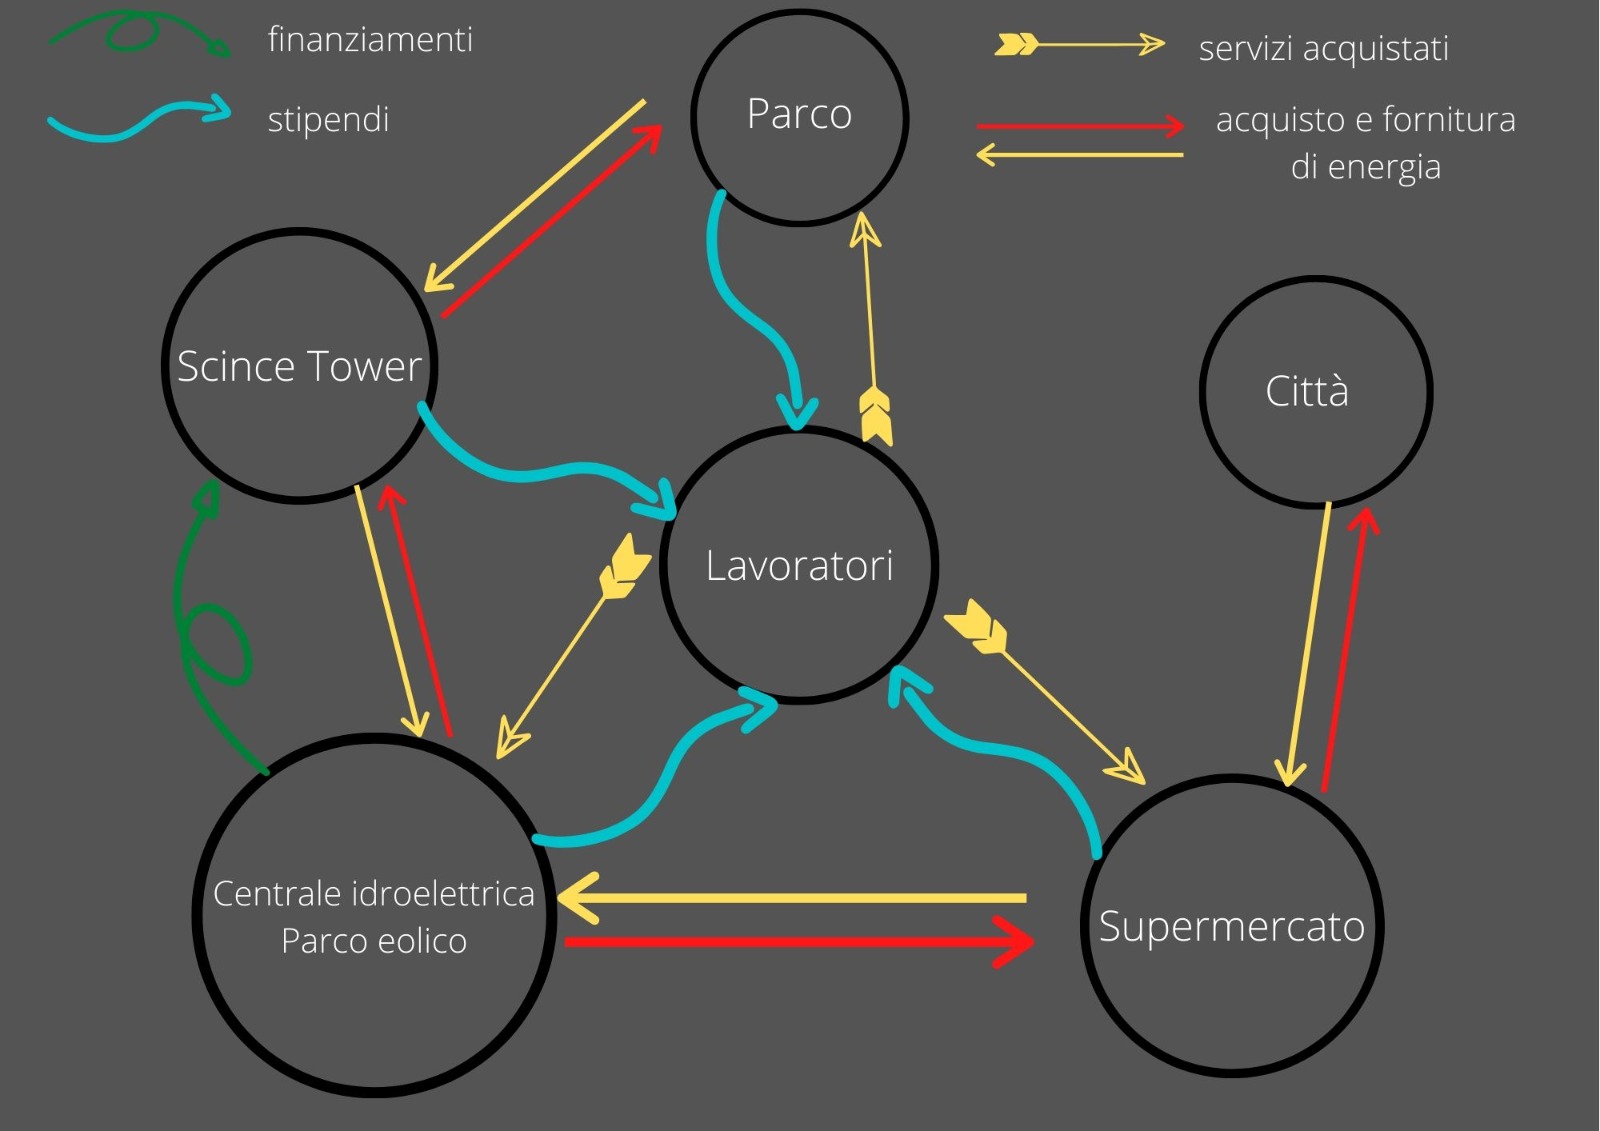 finanziamenti
stipendi
servizi acquistati
acquisto e fornitura
di energia
Parco
Scince Tower
Città
Lavoratori
Centrale idroelettrica
Parco eolico
Supermercato